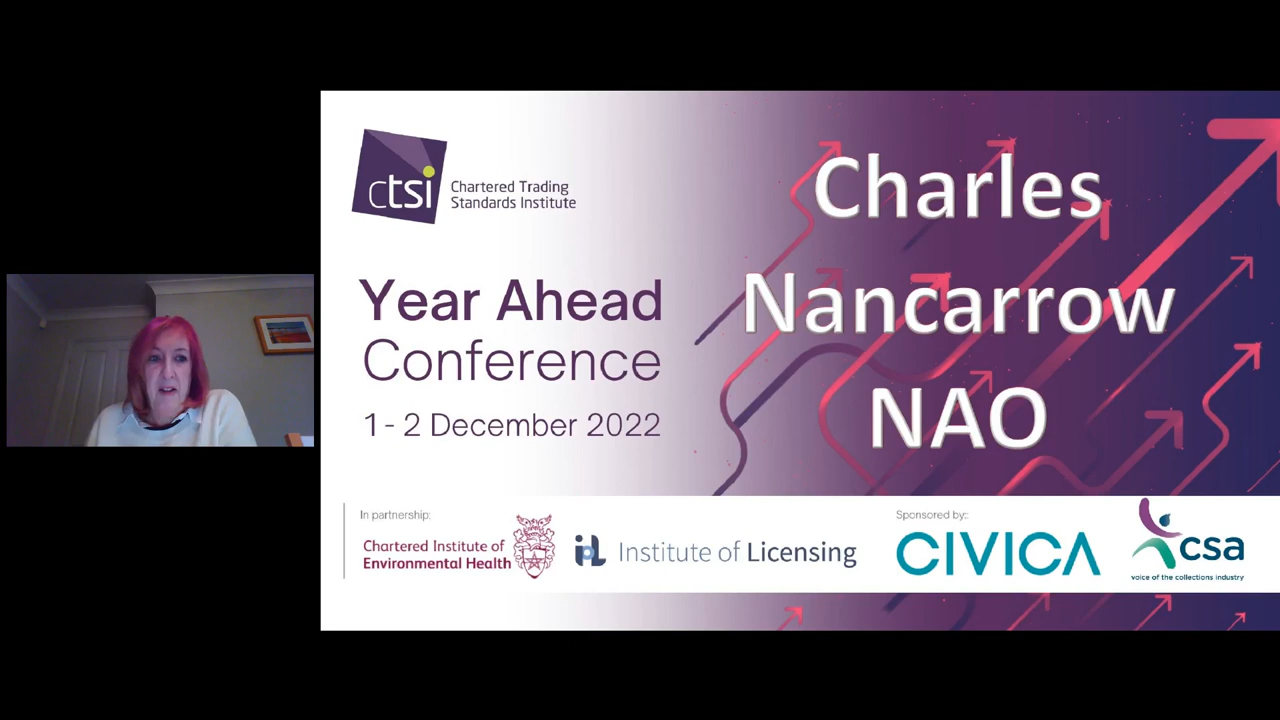 ctsi
Chartered Trading
Standards Institute
Year Ahead
Conference
1 - 2 December 2022
Charles
Nancarrow
NAO
In partnership:
Chartered Institute of
Environmental Health
ioL
Institute of Licensing
Sponsored by::
CIVICA
csa
voice of the collections industry